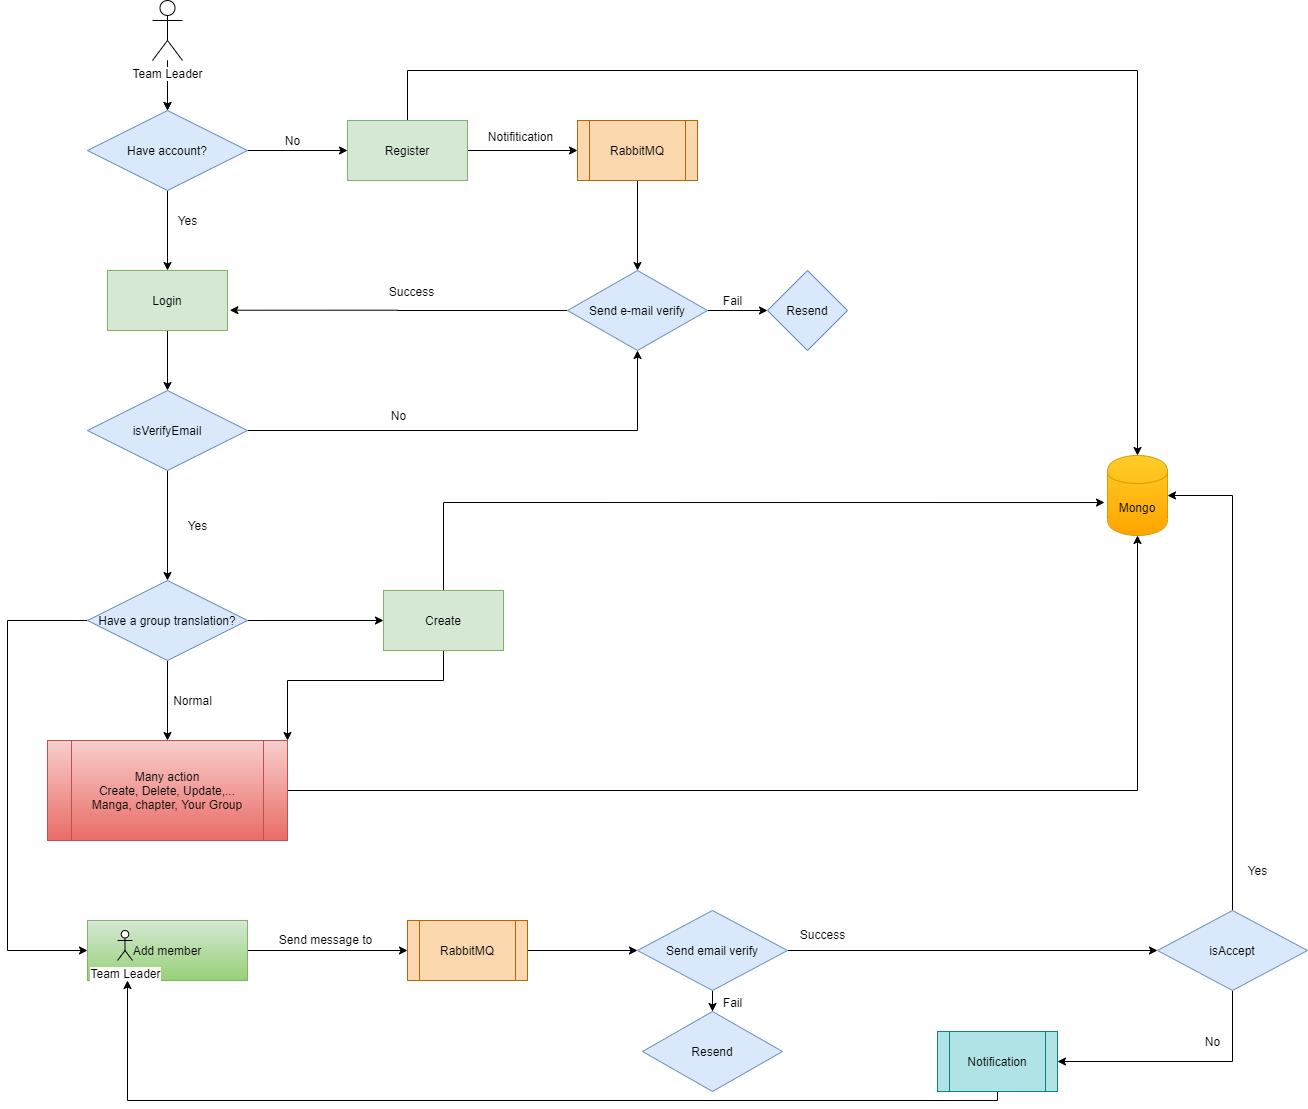 Team Leader
Have account?
No
Register
Notifitication
RabbitMQ
Yes
Login
Success
Send e-mail verify
Fail
Resend
isVerifyEmail
No
Yes
Mongo
Have a group translation?
Create
Normal
Many action
Create, Delete, Update,...
Manga, chapter, Your Group
Yes
Add member
Team Leader
Send message to
RabbitMQ
Send email verify
Success
isAccept
Fail
Resend
No
Notification